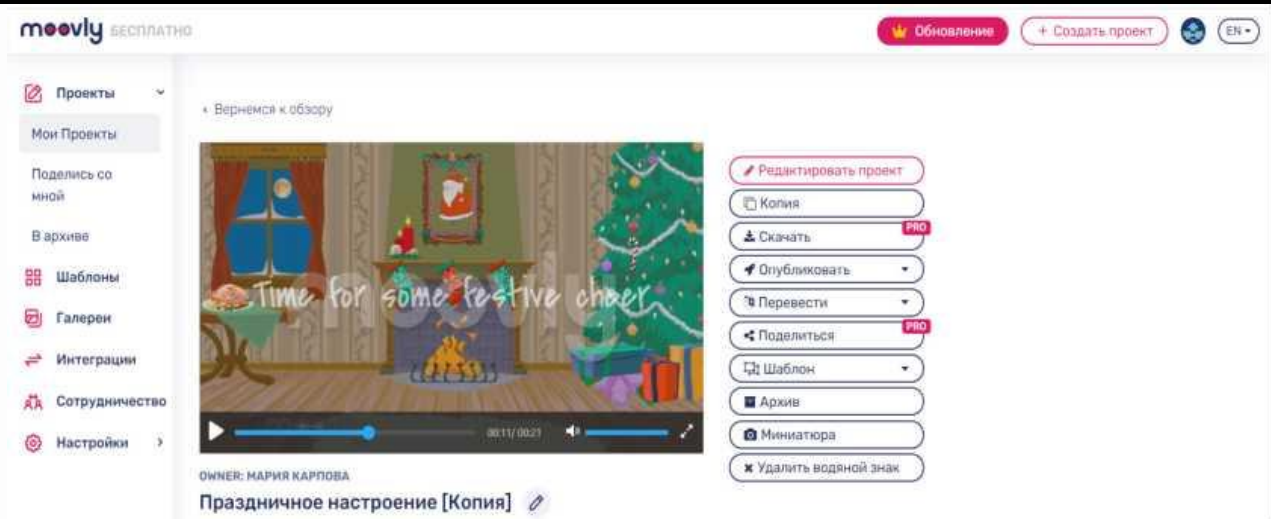 moovly БЕСПЛАТНО
Обновление
+ Создать проект
EN
Проекты
Мои Проекты
Поделись со
мной
В архиве
Шаблоны
Галереи
Интеграции
Сотрудничество
Настройки
Вернемся к обзору
Time for some festive cheer
moovly
00:11/00:21
OWNER: МАРИЯ КАРПОВА
Праздничное настроение [Копия]
Редактировать проект
Копия
Скачать
PRO
Опубликовать
Перевести
Поделиться
PRO
Шаблон
Архив
Миниатюра
Удалить водяной знак